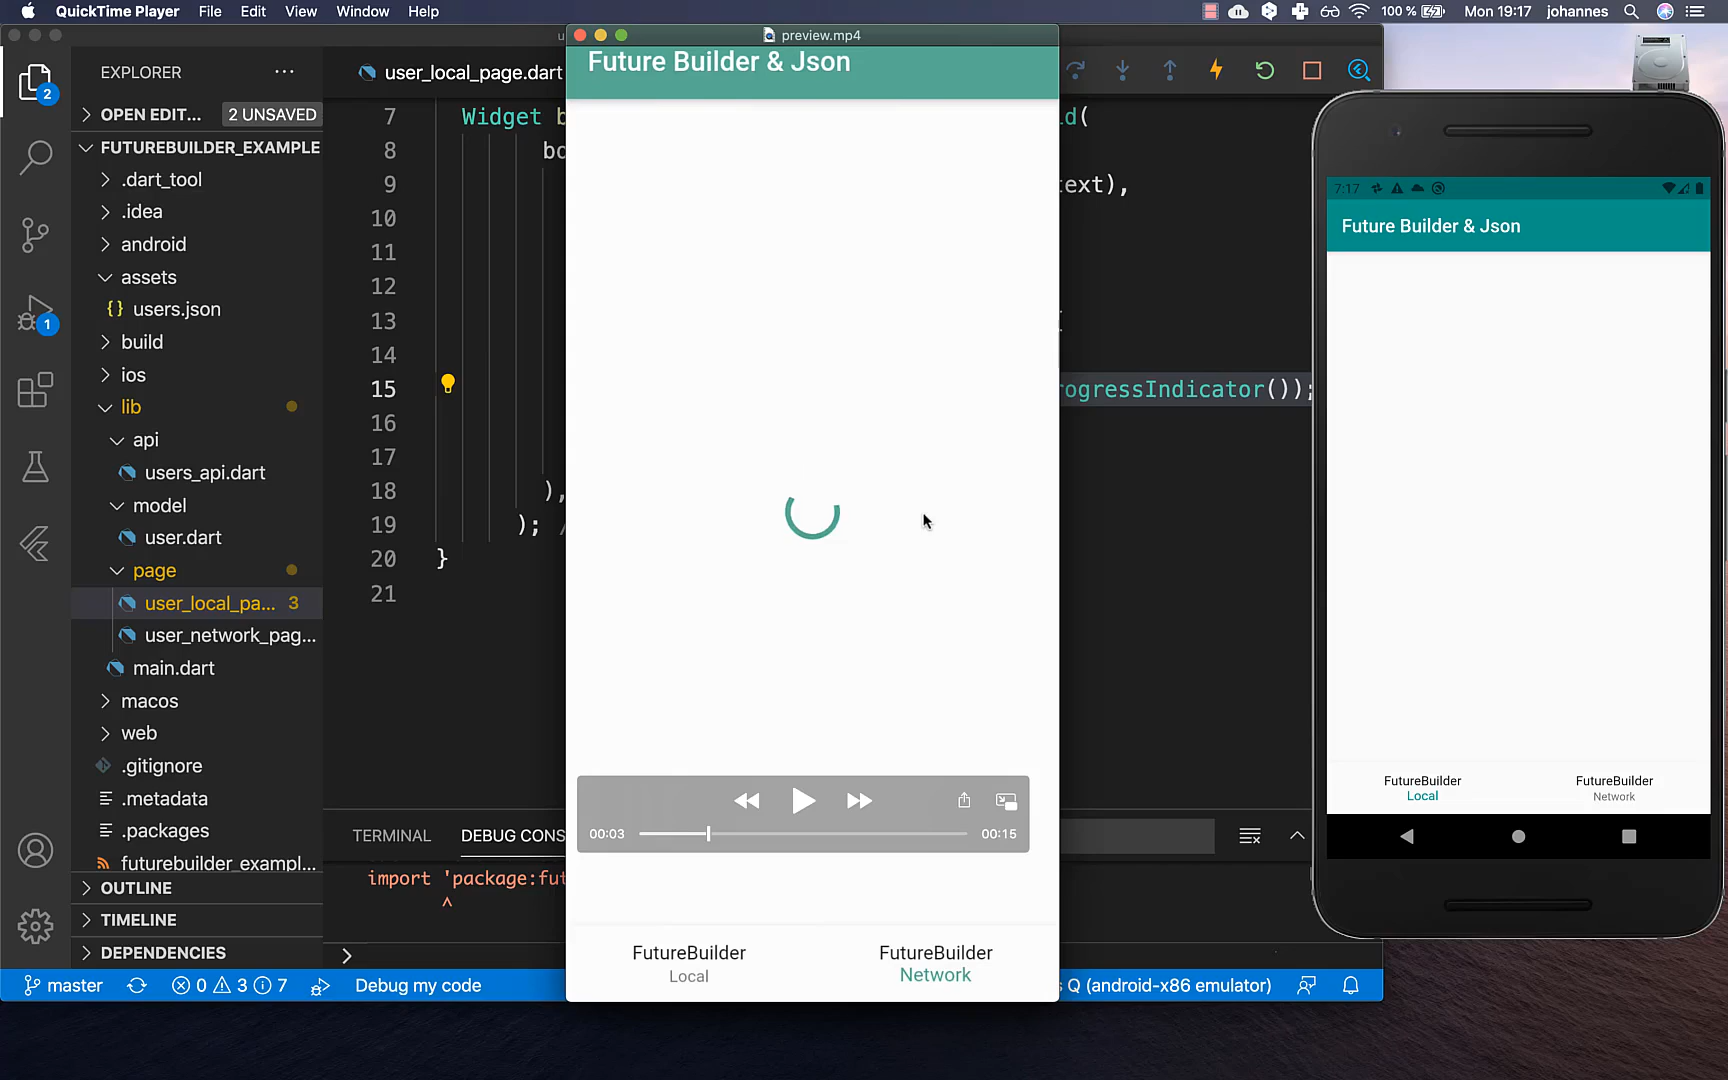 QuickTime Player File Edit View Window Help
100 % Mon 19:17 johannes
preview.mp4
EXPLORER
OPEN EDIT... 2 UNSAVED
FUTUREBUILDER_EXAMPLE
.dart_tool
.idea
android
assets
{} users.json
build
ios
lib
api
users_api.dart
model
user.dart
page
user_local_pa... 3
user_network_pag...
main.dart
macos
web
.gitignore
.metadata
.packages
futurebuilder_exampl...
OUTLINE
TIMELINE
DEPENDENCIES
2
1
user_local_page.dart
7 Widget b d(
8 bo
9 text),
10
11
12
13
14
15 ogressIndicator());
16
17
18 ),
19 ); /
20 }
21
TERMINAL DEBUG CONS
import 'package:fut
^
Future Builder & Json
00:03 00:15
FutureBuilder
Local
FutureBuilder
Network
7:17
Future Builder & Json
FutureBuilder
Local
FutureBuilder
Network
master 0 3 7 Debug my code
Q (android-x86 emulator)